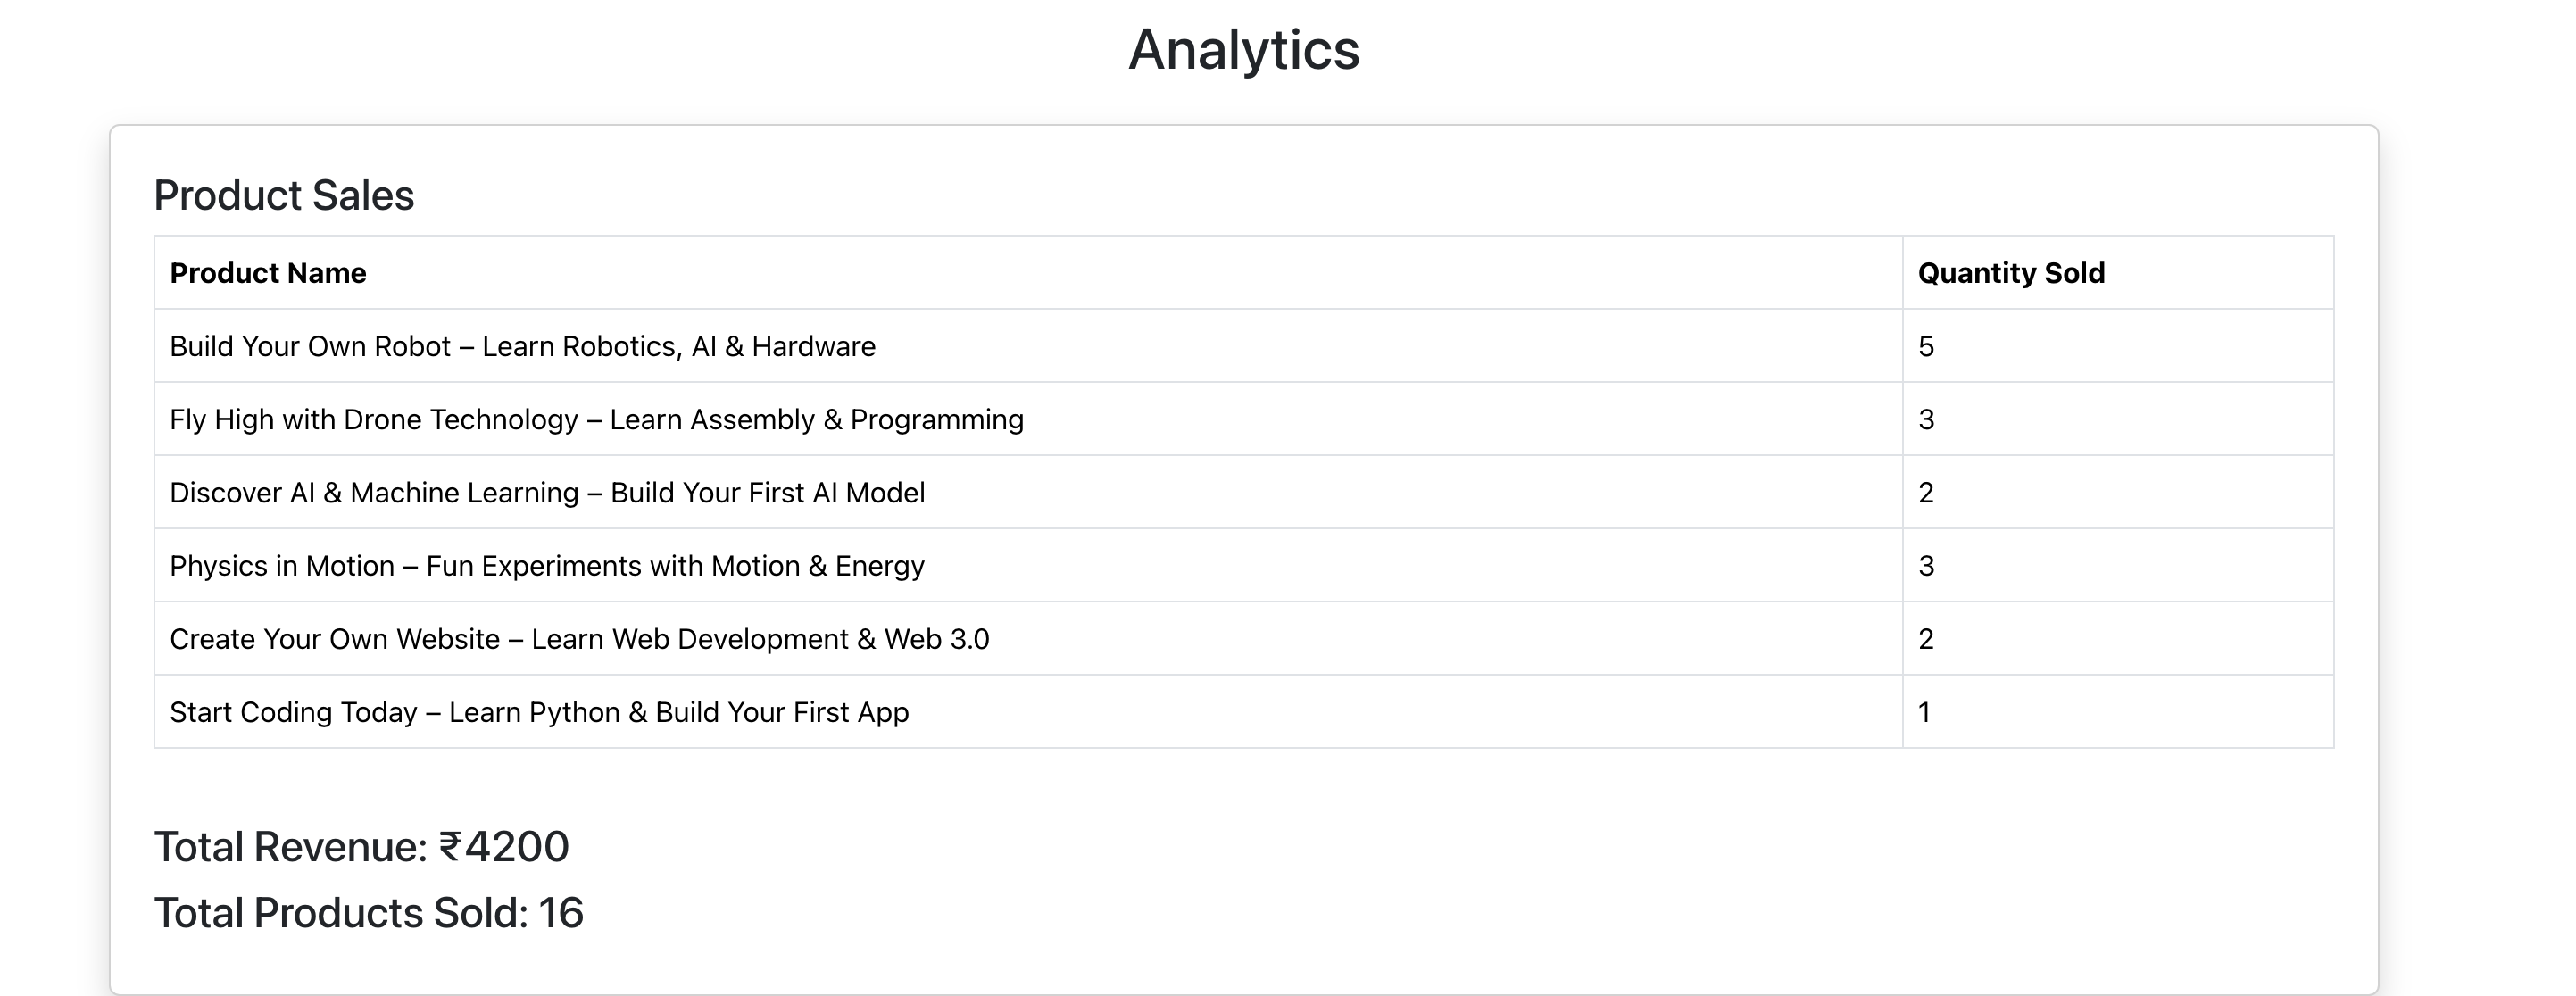 Analytics
Product Sales
Product Name Quantity Sold
Build Your Own Robot – Learn Robotics, AI & Hardware 5
Fly High with Drone Technology – Learn Assembly & Programming 3
Discover AI & Machine Learning – Build Your First AI Model 2
Physics in Motion – Fun Experiments with Motion & Energy 3
Create Your Own Website – Learn Web Development & Web 3.0 2
Start Coding Today – Learn Python & Build Your First App 1
Total Revenue: ₹4200
Total Products Sold: 16